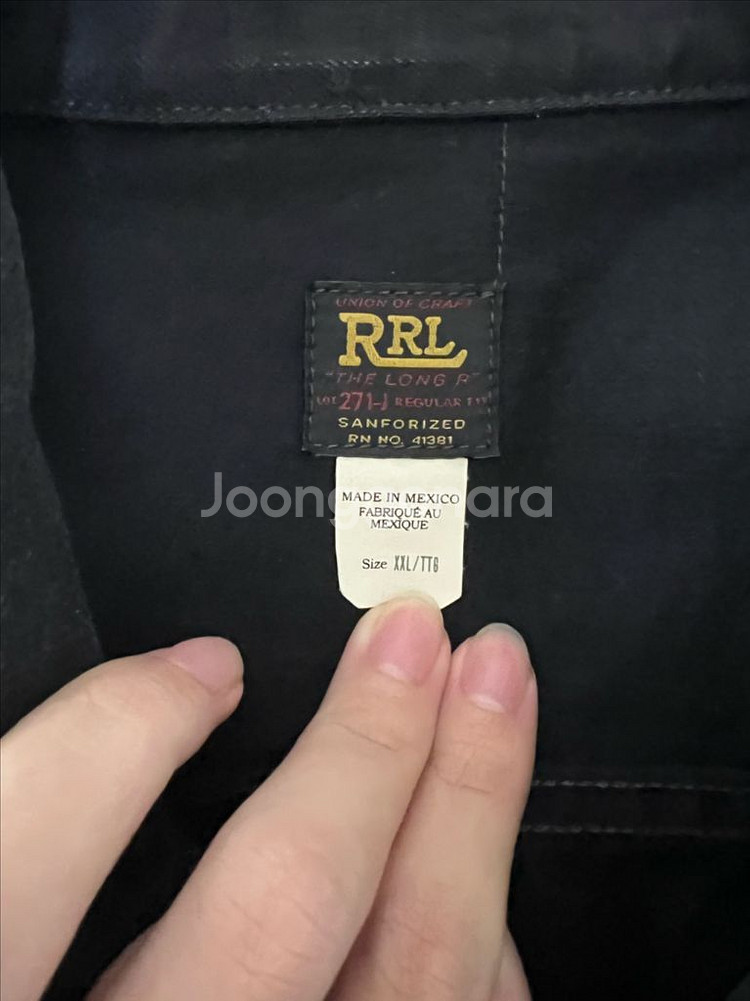 UNION OF CRAFT
RRL
"THE LONG R"
LOT 271-J REGULAR FIT
SANFORIZED
RN NO. 41381
MADE IN MEXICO
FABRIQUÉ AU
MEXIQUE
Size XXL/TTG
Joongonara